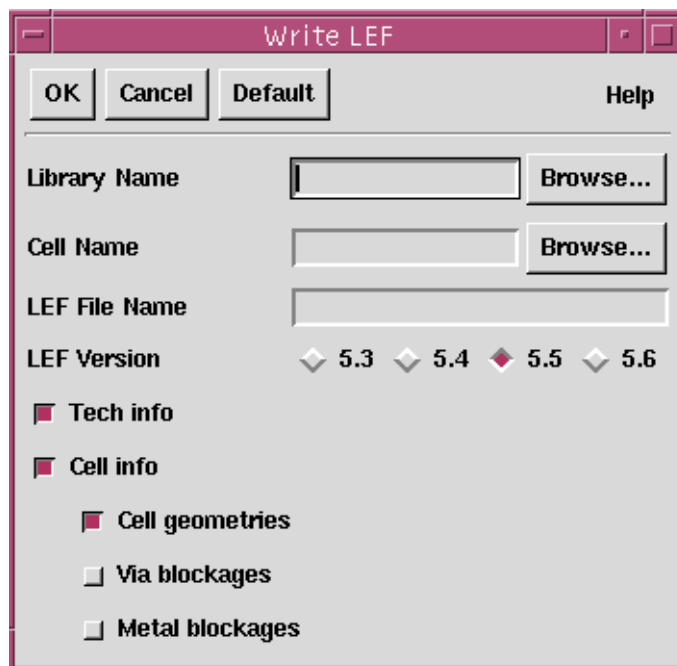 Write LEF
OK Cancel Default Help
Library Name Browse...
Cell Name Browse...
LEF File Name
LEF Version 5.3 5.4 5.5 5.6
Tech info
Cell info
Cell geometries
Via blockages
Metal blockages